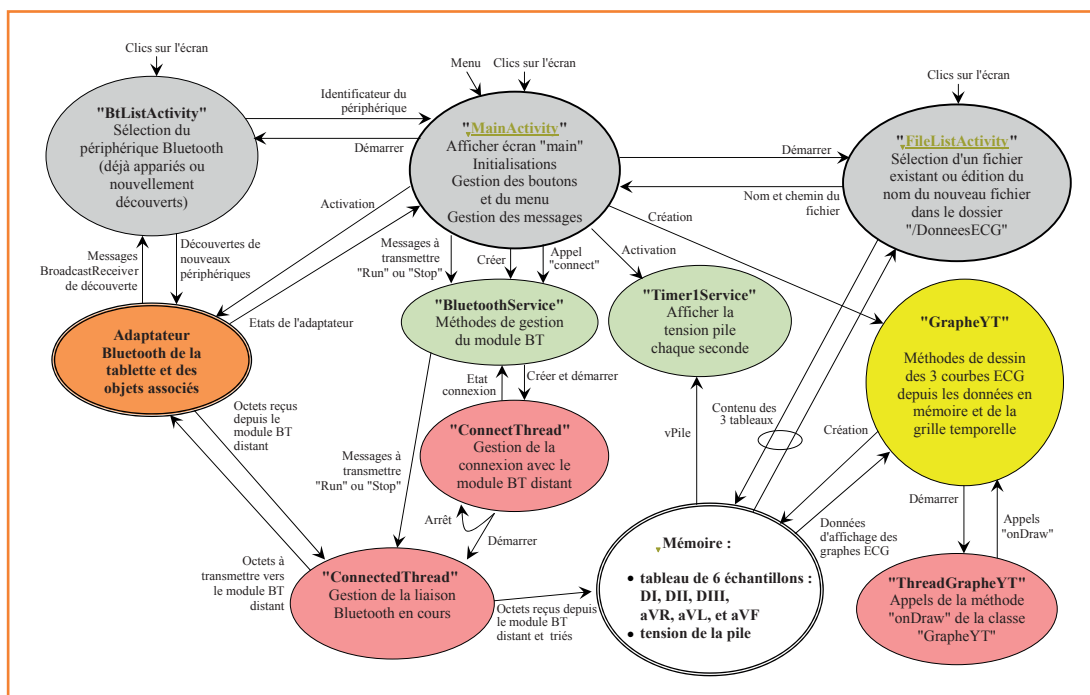 Clics sur l'écran
"BtListActivity"
Sélection du
périphérique Bluetooth
(déjà appariés ou
nouvellement
découverts)
Identificateur du
périphérique
Démarrer
Menu
Clics sur l'écran
"MainActivity"
Afficher écran "main"
Initialisations
Gestion des boutons
et du menu
Gestion des messages
Démarrer
Nom et chemin du
fichier
Clics sur l'écran
"FileListActivity"
Sélection d'un fichier
existant ou édition du
nom du nouveau fichier
dans le dossier
"/DonneesECG"
Messages
BroadcastReceiver
de découverte
Découvertes de
nouveaux
périphériques
Activation
Etats de l'adaptateur
Messages à
transmettre
"Run" ou "Stop"
Créer
Appel
"connect"
Activation
Création
Adaptateur
Bluetooth de la
tablette et des
objets associés
"BluetoothService"
Méthodes de gestion
du module BT
"Timer1Service"
Afficher la
tension pile
chaque seconde
"GrapheYT"
Méthodes de dessin
des 3 courbes ECG
depuis les données en
mémoire et de la
grille temporelle
Etat
connexion
Créer et démarrer
"ConnectThread"
Gestion de la
connexion avec le
module BT distant
Octets reçus
depuis le
module BT
distant
Messages à
transmettre
"Run" ou "Stop"
vPile
Contenu des
3 tableaux
Création
Arrêt
Démarrer
Octets à
transmettre vers
le module BT
distant
"ConnectedThread"
Gestion de la liaison
Bluetooth en cours
Octets reçus depuis
le module BT
distant et triés
Mémoire :
• tableau de 6 échantillons :
DI, DII, DIII,
aVR, aVL, et aVF
• tension de la pile
Données
d'affichage des
graphes ECG
Démarrer
Appels
"onDraw"
"ThreadGrapheYT"
Appels de la méthode
"onDraw" de la classe
"GrapheYT"